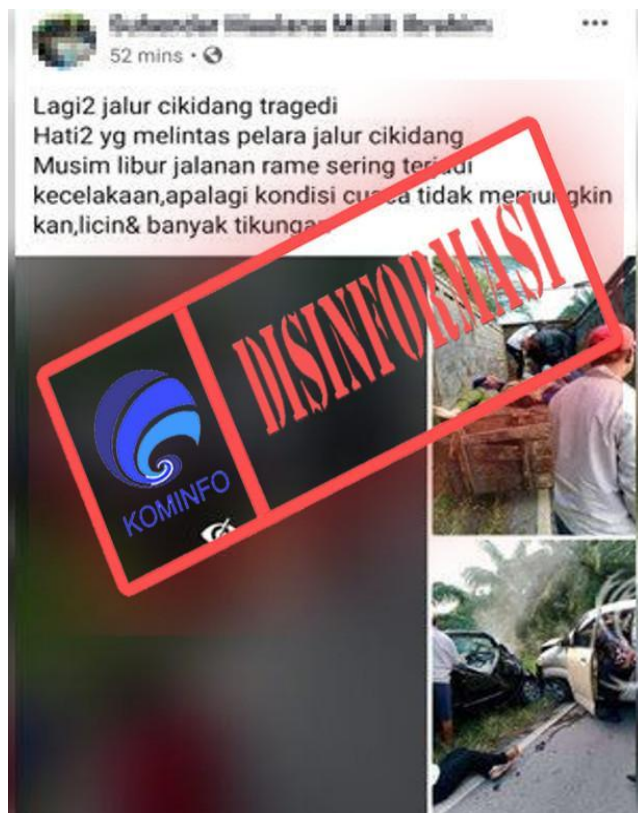 52 mins
Lagi2 jalur cikidang tragedi
Hati2 yg melintas pelara jalur cikidang
Musim libur jalanan rame sering terjadi
kecelakaan,apalagi kondisi cuaca tidak memungkin
kan,licin& banyak tikungan
DISINFORMASI
KOMINFO